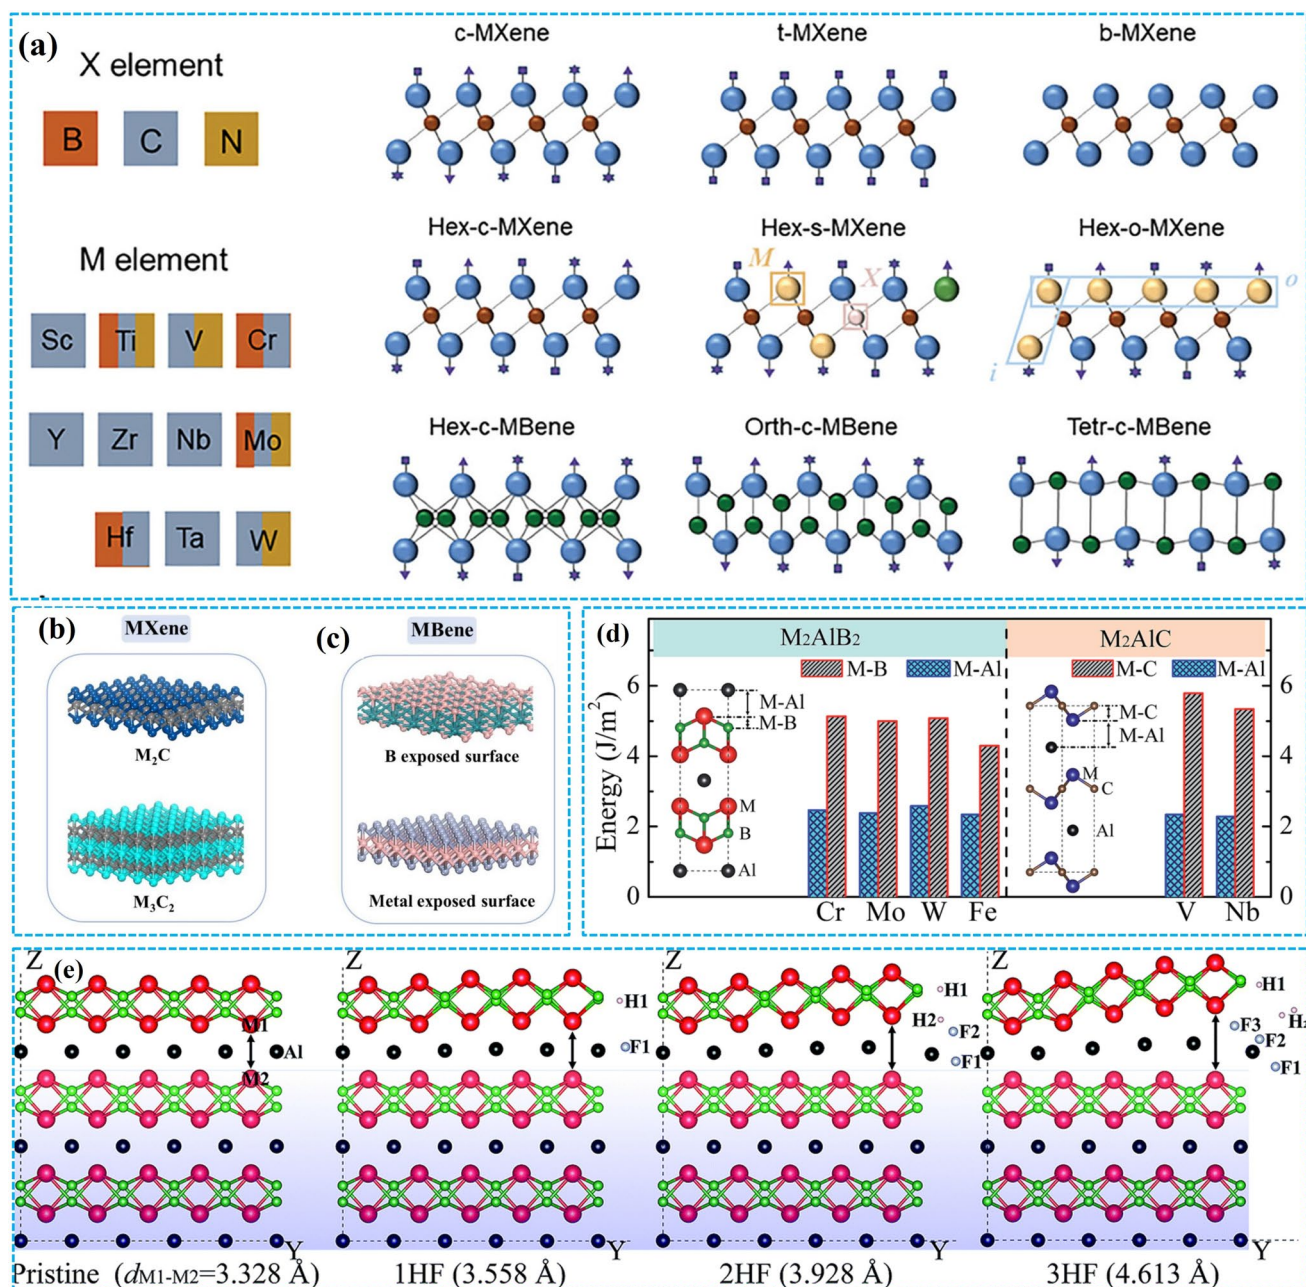 (a)
X element
B C N
M element
Sc Ti V Cr
Y Zr Nb Mo
Hf Ta W
c-MXene t-MXene b-MXene
Hex-c-MXene Hex-s-MXene Hex-o-MXene
M X o
i
Hex-c-MBene Orth-c-MBene Tetr-c-MBene
(b) MXene
M₂C
M₃C₂
(c) MBene
B exposed surface
Metal exposed surface
(d) M₂AlB₂ M₂AlC
M-B M-Al M-C M-Al
Energy (J/m²)
6
4
2
0
M-Al
M-B
M
B
Al
Cr Mo W Fe
M-C
M-Al
M
C
Al
V Nb
6
4
2
0
(e)
Z Z Z Z
M1
Al
M2
H1
F1
H1
H2
F2
F1
H1
F3
F2
F1
Y Y Y Y
Pristine (dM1-M2=3.328 Å) 1HF (3.558 Å) 2HF (3.928 Å) 3HF (4.613 Å)